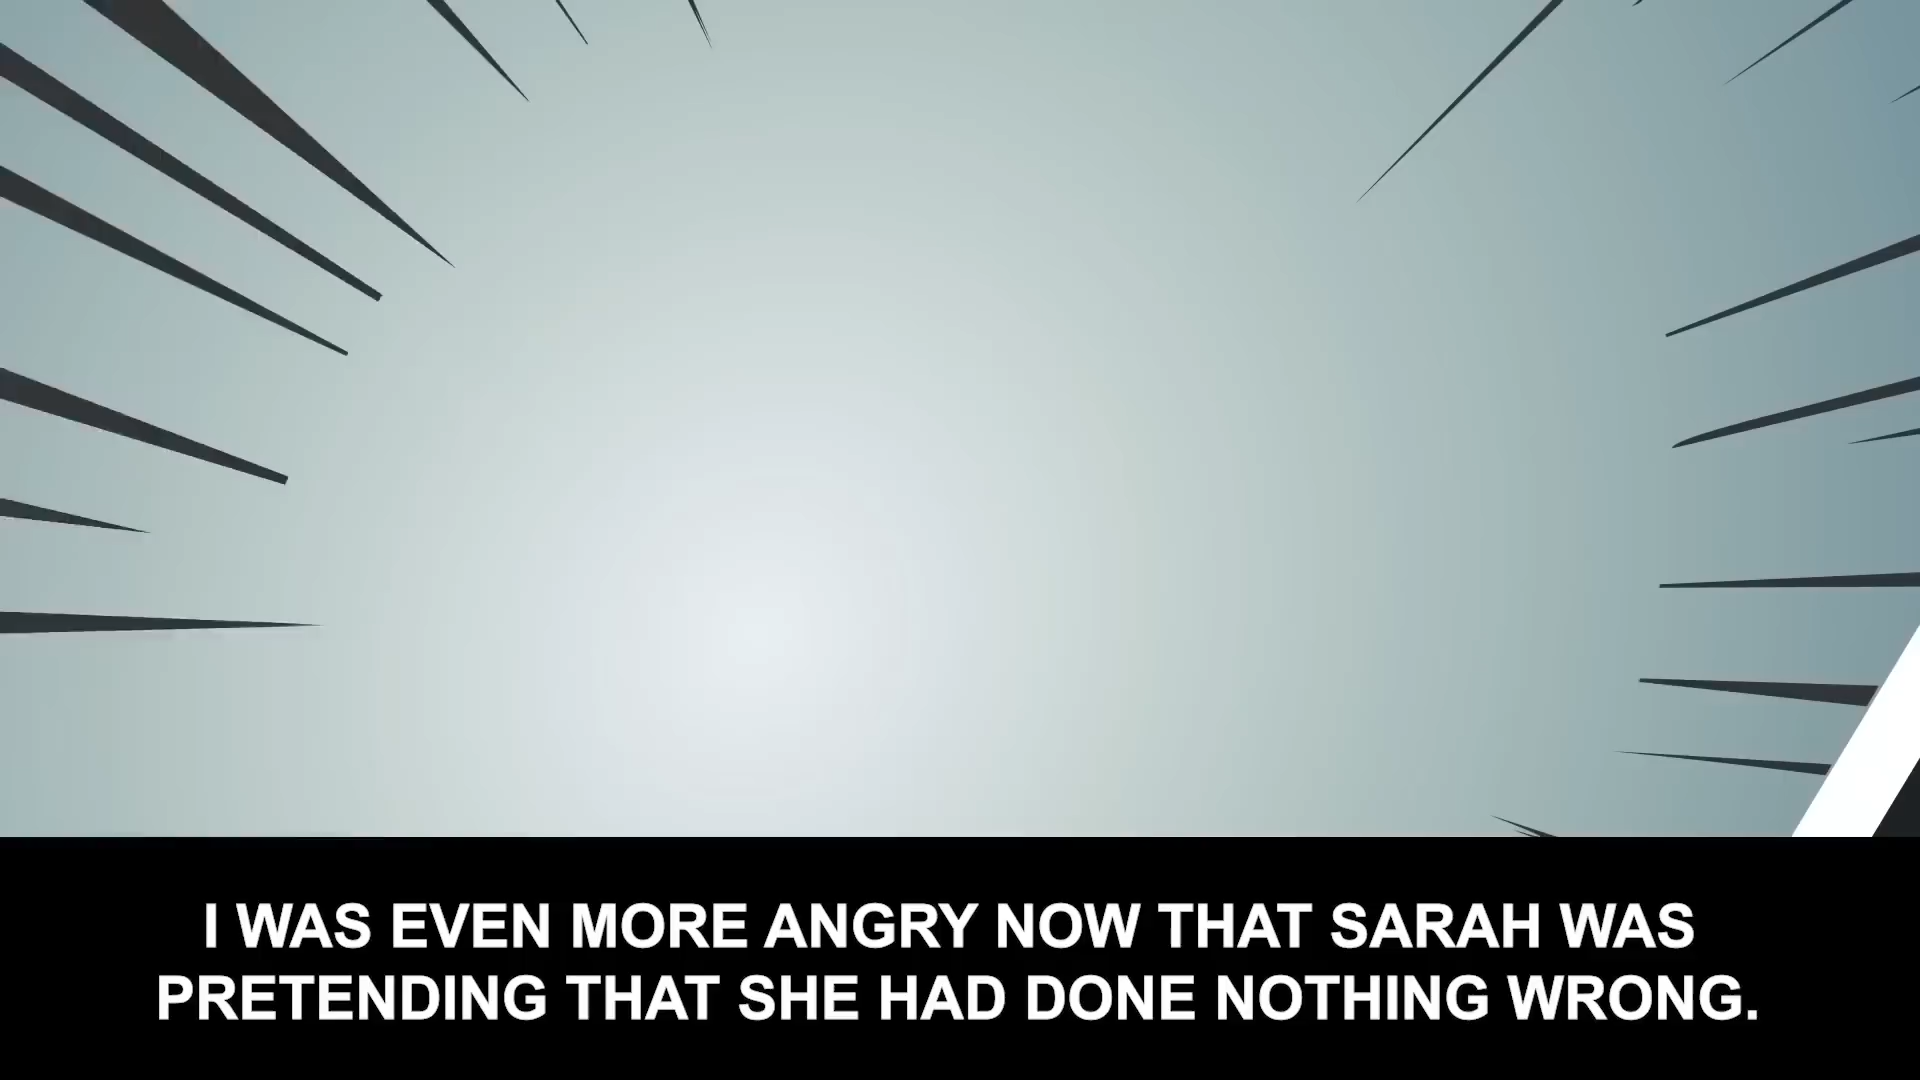 I WAS EVEN MORE ANGRY NOW THAT SARAH WAS
PRETENDING THAT SHE HAD DONE NOTHING WRONG.